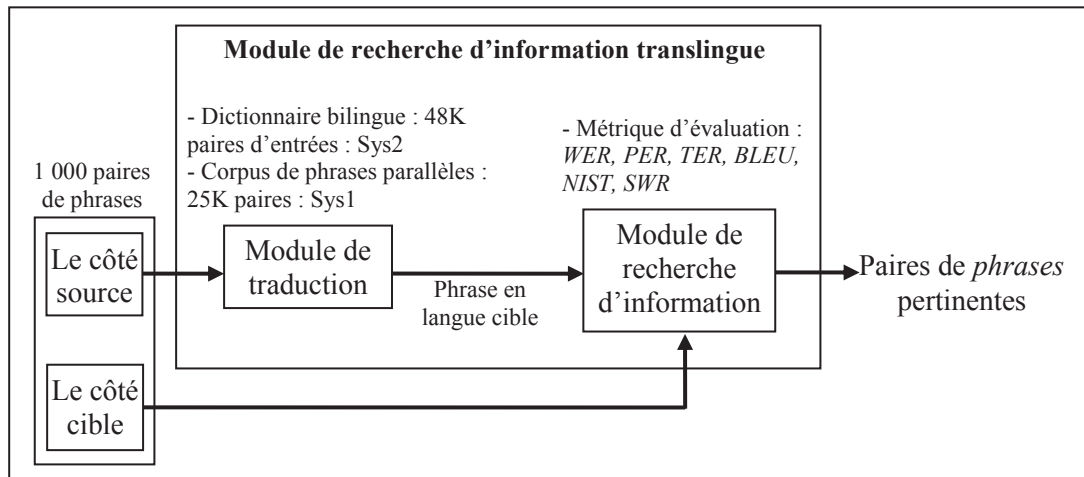 Module de recherche d’information translingue
- Dictionnaire bilingue : 48K
paires d’entrées : Sys2
- Corpus de phrases parallèles :
25K paires : Sys1
- Métrique d’évaluation :
WER, PER, TER, BLEU,
NIST, SWR
1 000 paires
de phrases
Le côté
source
Module de
traduction
Phrase en
langue cible
Module de
recherche
d’information
Paires de phrases
pertinentes
Le côté
cible